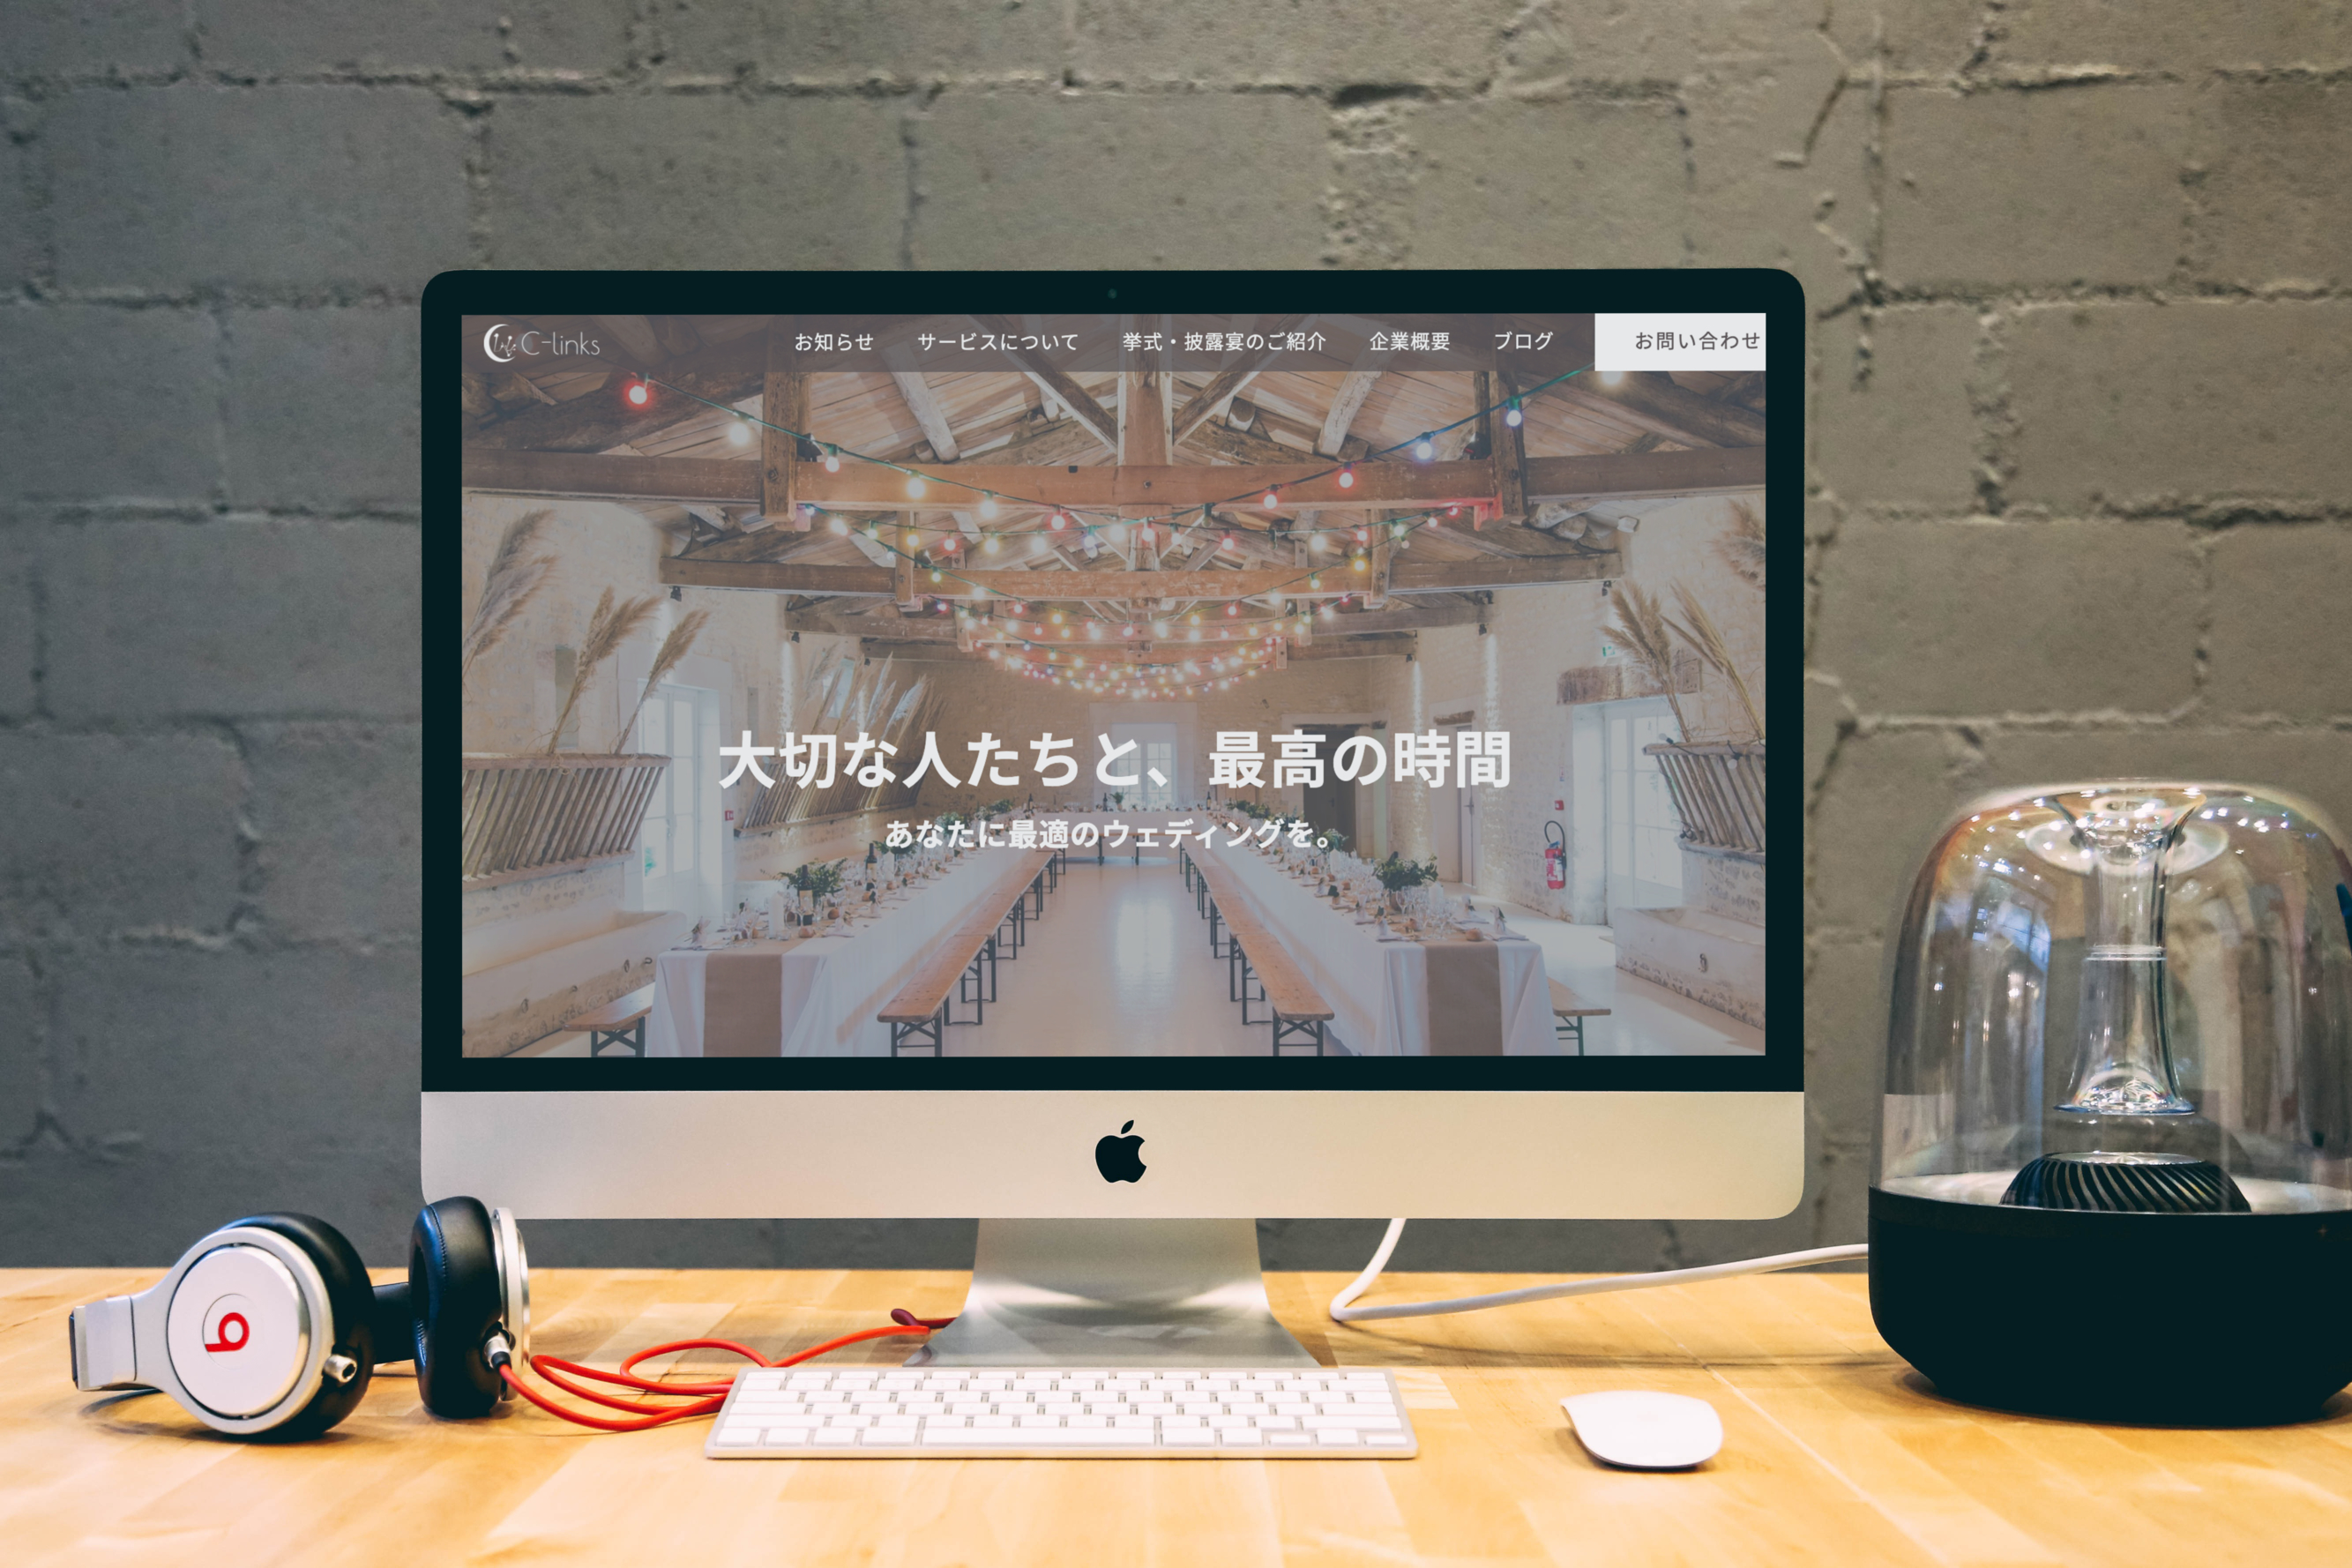 C-links
お知らせ サービスについて 挙式・披露宴のご紹介 企業概要 ブログ お問い合わせ
大切な人たちと、最高の時間
あなたに最適のウェディングを。
b